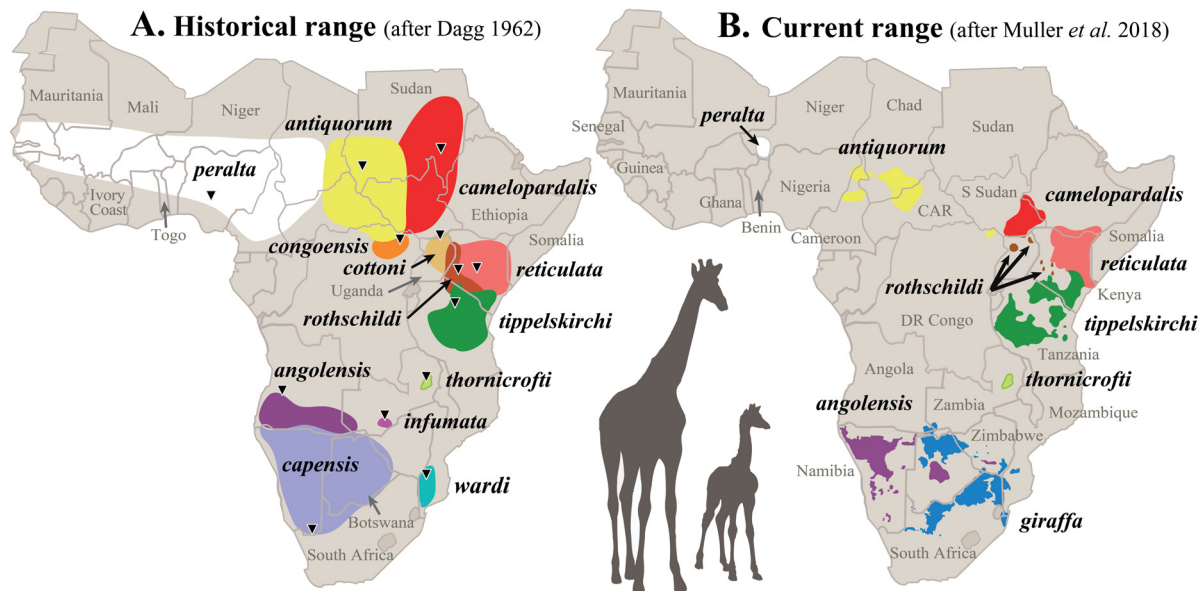 A. Historical range (after Dagg 1962)
Sudan
Mauritania
Mali
Niger
antiquorum
peralta
camelopardalis
Ivory
Coast
Togo
Ethiopia
Somalia
congoensis
cottoni
reticulata
Uganda
rothschildi
tippelskirchi
angolensis
thornicrofti
infumata
capensis
wardi
Botswana
South Africa
B. Current range (after Muller et al. 2018)
Mauritania
Mali
Niger
Chad
Sudan
peralta
Senegal
antiquorum
Guinea
Nigeria
S Sudan
camelopardalis
Ghana
CAR
Benin
Cameroon
Somalia
reticulata
rothschildi
Kenya
DR Congo
tippelskirchi
Tanzania
Angola
thornicrofti
angolensis
Zambia
Mozambique
Zimbabwe
Namibia
giraffa
South Africa